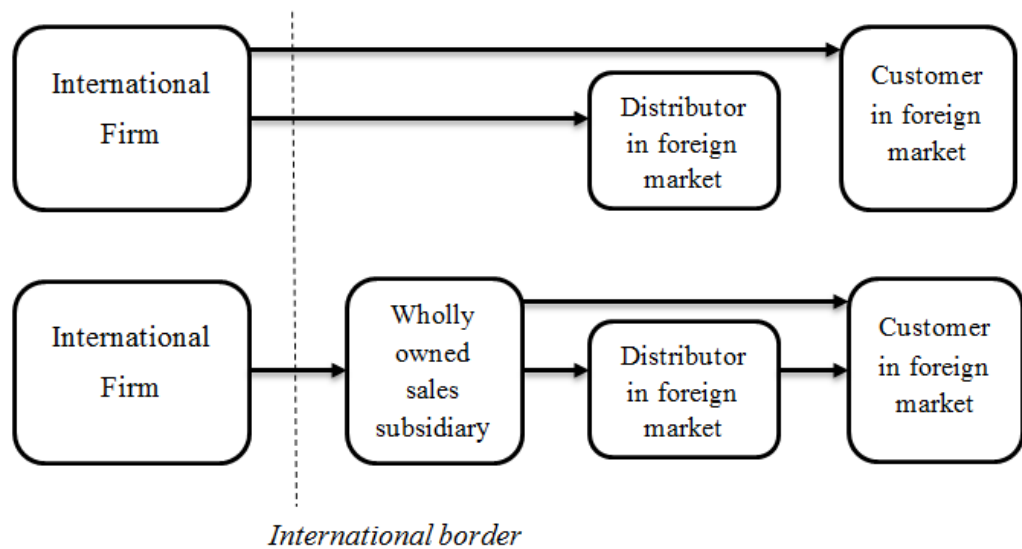 International
Firm
Distributor
in foreign
market
Customer
in foreign
market
International
Firm
Wholly
owned
sales
subsidiary
Distributor
in foreign
market
Customer
in foreign
market
International border